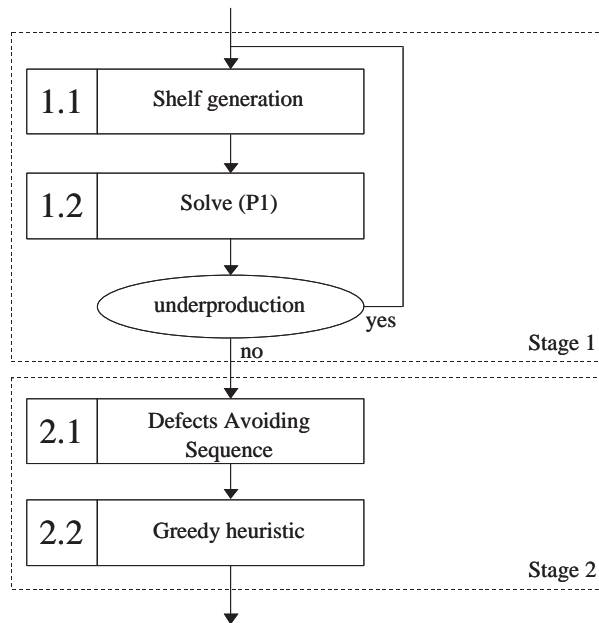 1.1
Shelf generation
1.2
Solve (P1)
underproduction
yes
no
Stage 1
2.1
Defects Avoiding
Sequence
2.2
Greedy heuristic
Stage 2